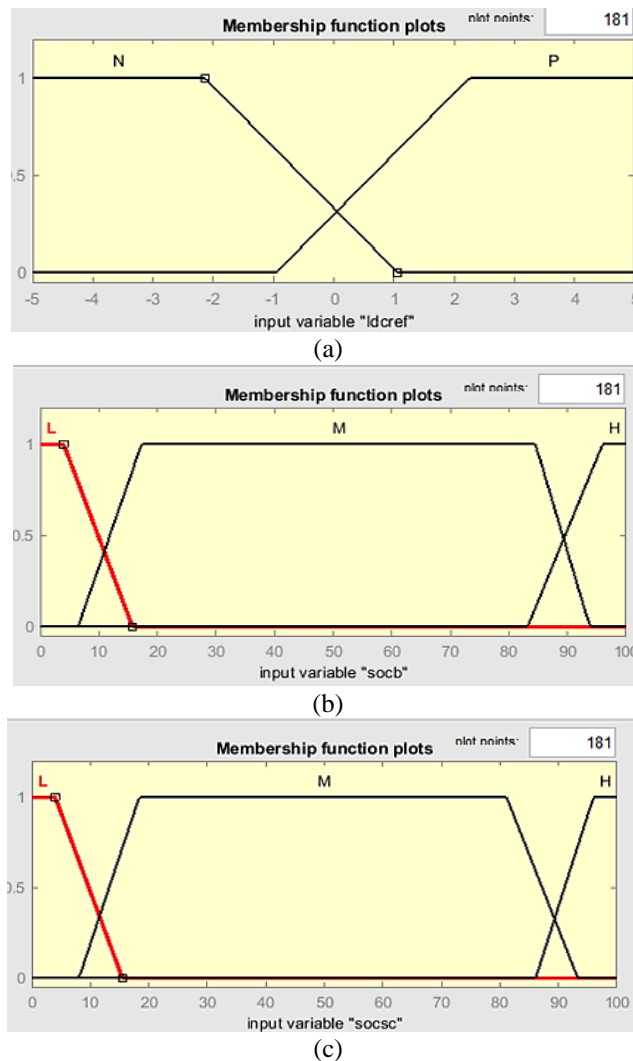 Membership function plots plot points: 181
N P
1
0.5
0
-5 -4 -3 -2 -1 0 1 2 3 4 5
input variable "Idcref"
(a)
Membership function plots plot points: 181
L M H
1
0.5
0
0 10 20 30 40 50 60 70 80 90 100
input variable "socb"
(b)
Membership function plots plot points: 181
L M H
1
0.5
0
0 10 20 30 40 50 60 70 80 90 100
input variable "socsc"
(c)